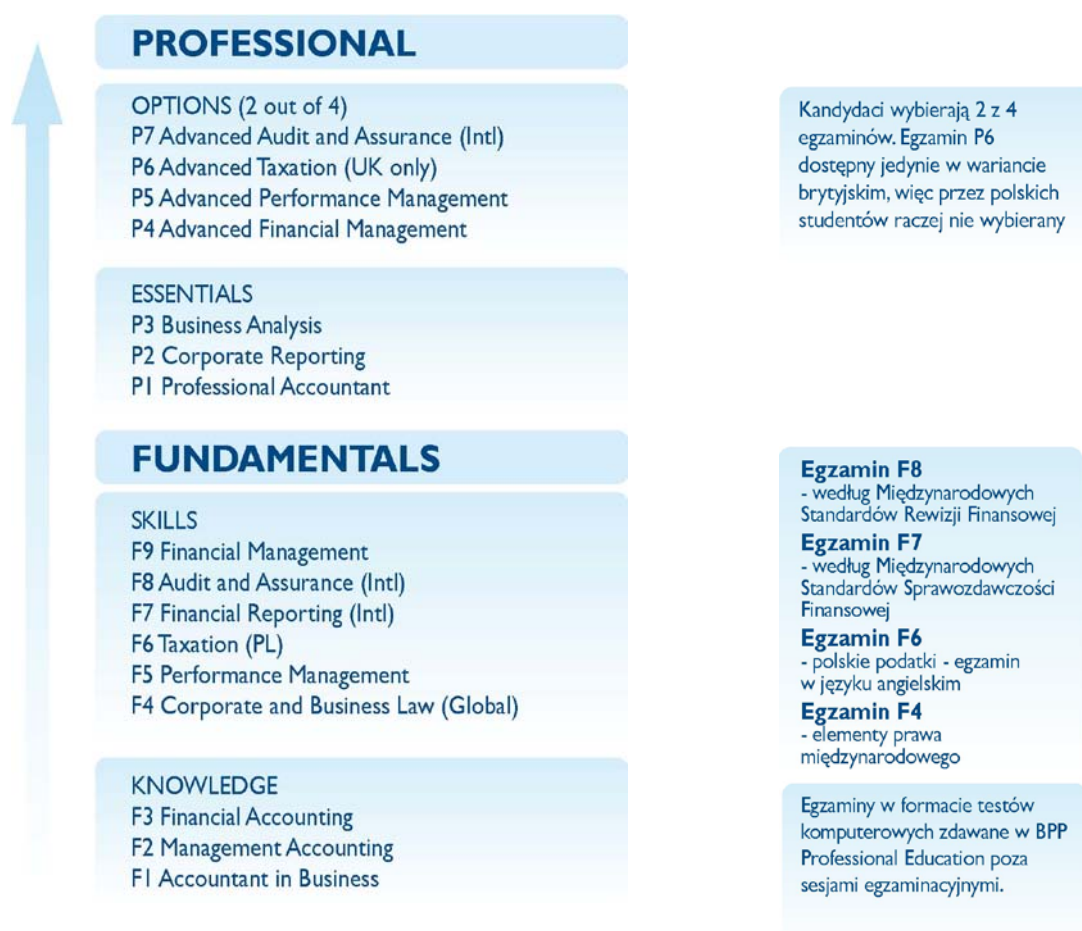 PROFESSIONAL
OPTIONS (2 out of 4)
P7 Advanced Audit and Assurance (Intl)
P6 Advanced Taxation (UK only)
P5 Advanced Performance Management
P4 Advanced Financial Management
Kandydaci wybierają 2 z 4
egzaminów. Egzamin P6
dostępny jedynie w wariancie
brytyjskim, więc przez polskich
studentów raczej nie wybierany
ESSENTIALS
P3 Business Analysis
P2 Corporate Reporting
P1 Professional Accountant
FUNDAMENTALS
SKILLS
F9 Financial Management
F8 Audit and Assurance (Intl)
F7 Financial Reporting (Intl)
F6 Taxation (PL)
F5 Performance Management
F4 Corporate and Business Law (Global)
Egzamin F8
- według Międzynarodowych
Standardów Rewizji Finansowej
Egzamin F7
- według Międzynarodowych
Standardów Sprawozdawczości
Finansowej
Egzamin F6
- polskie podatki - egzamin
w języku angielskim
Egzamin F4
- elementy prawa
międzynarodowego
KNOWLEDGE
F3 Financial Accounting
F2 Management Accounting
F1 Accountant in Business
Egzaminy w formacie testów
komputerowych zdawane w BPP
Professional Education poza
sesjami egzaminacyjnymi.